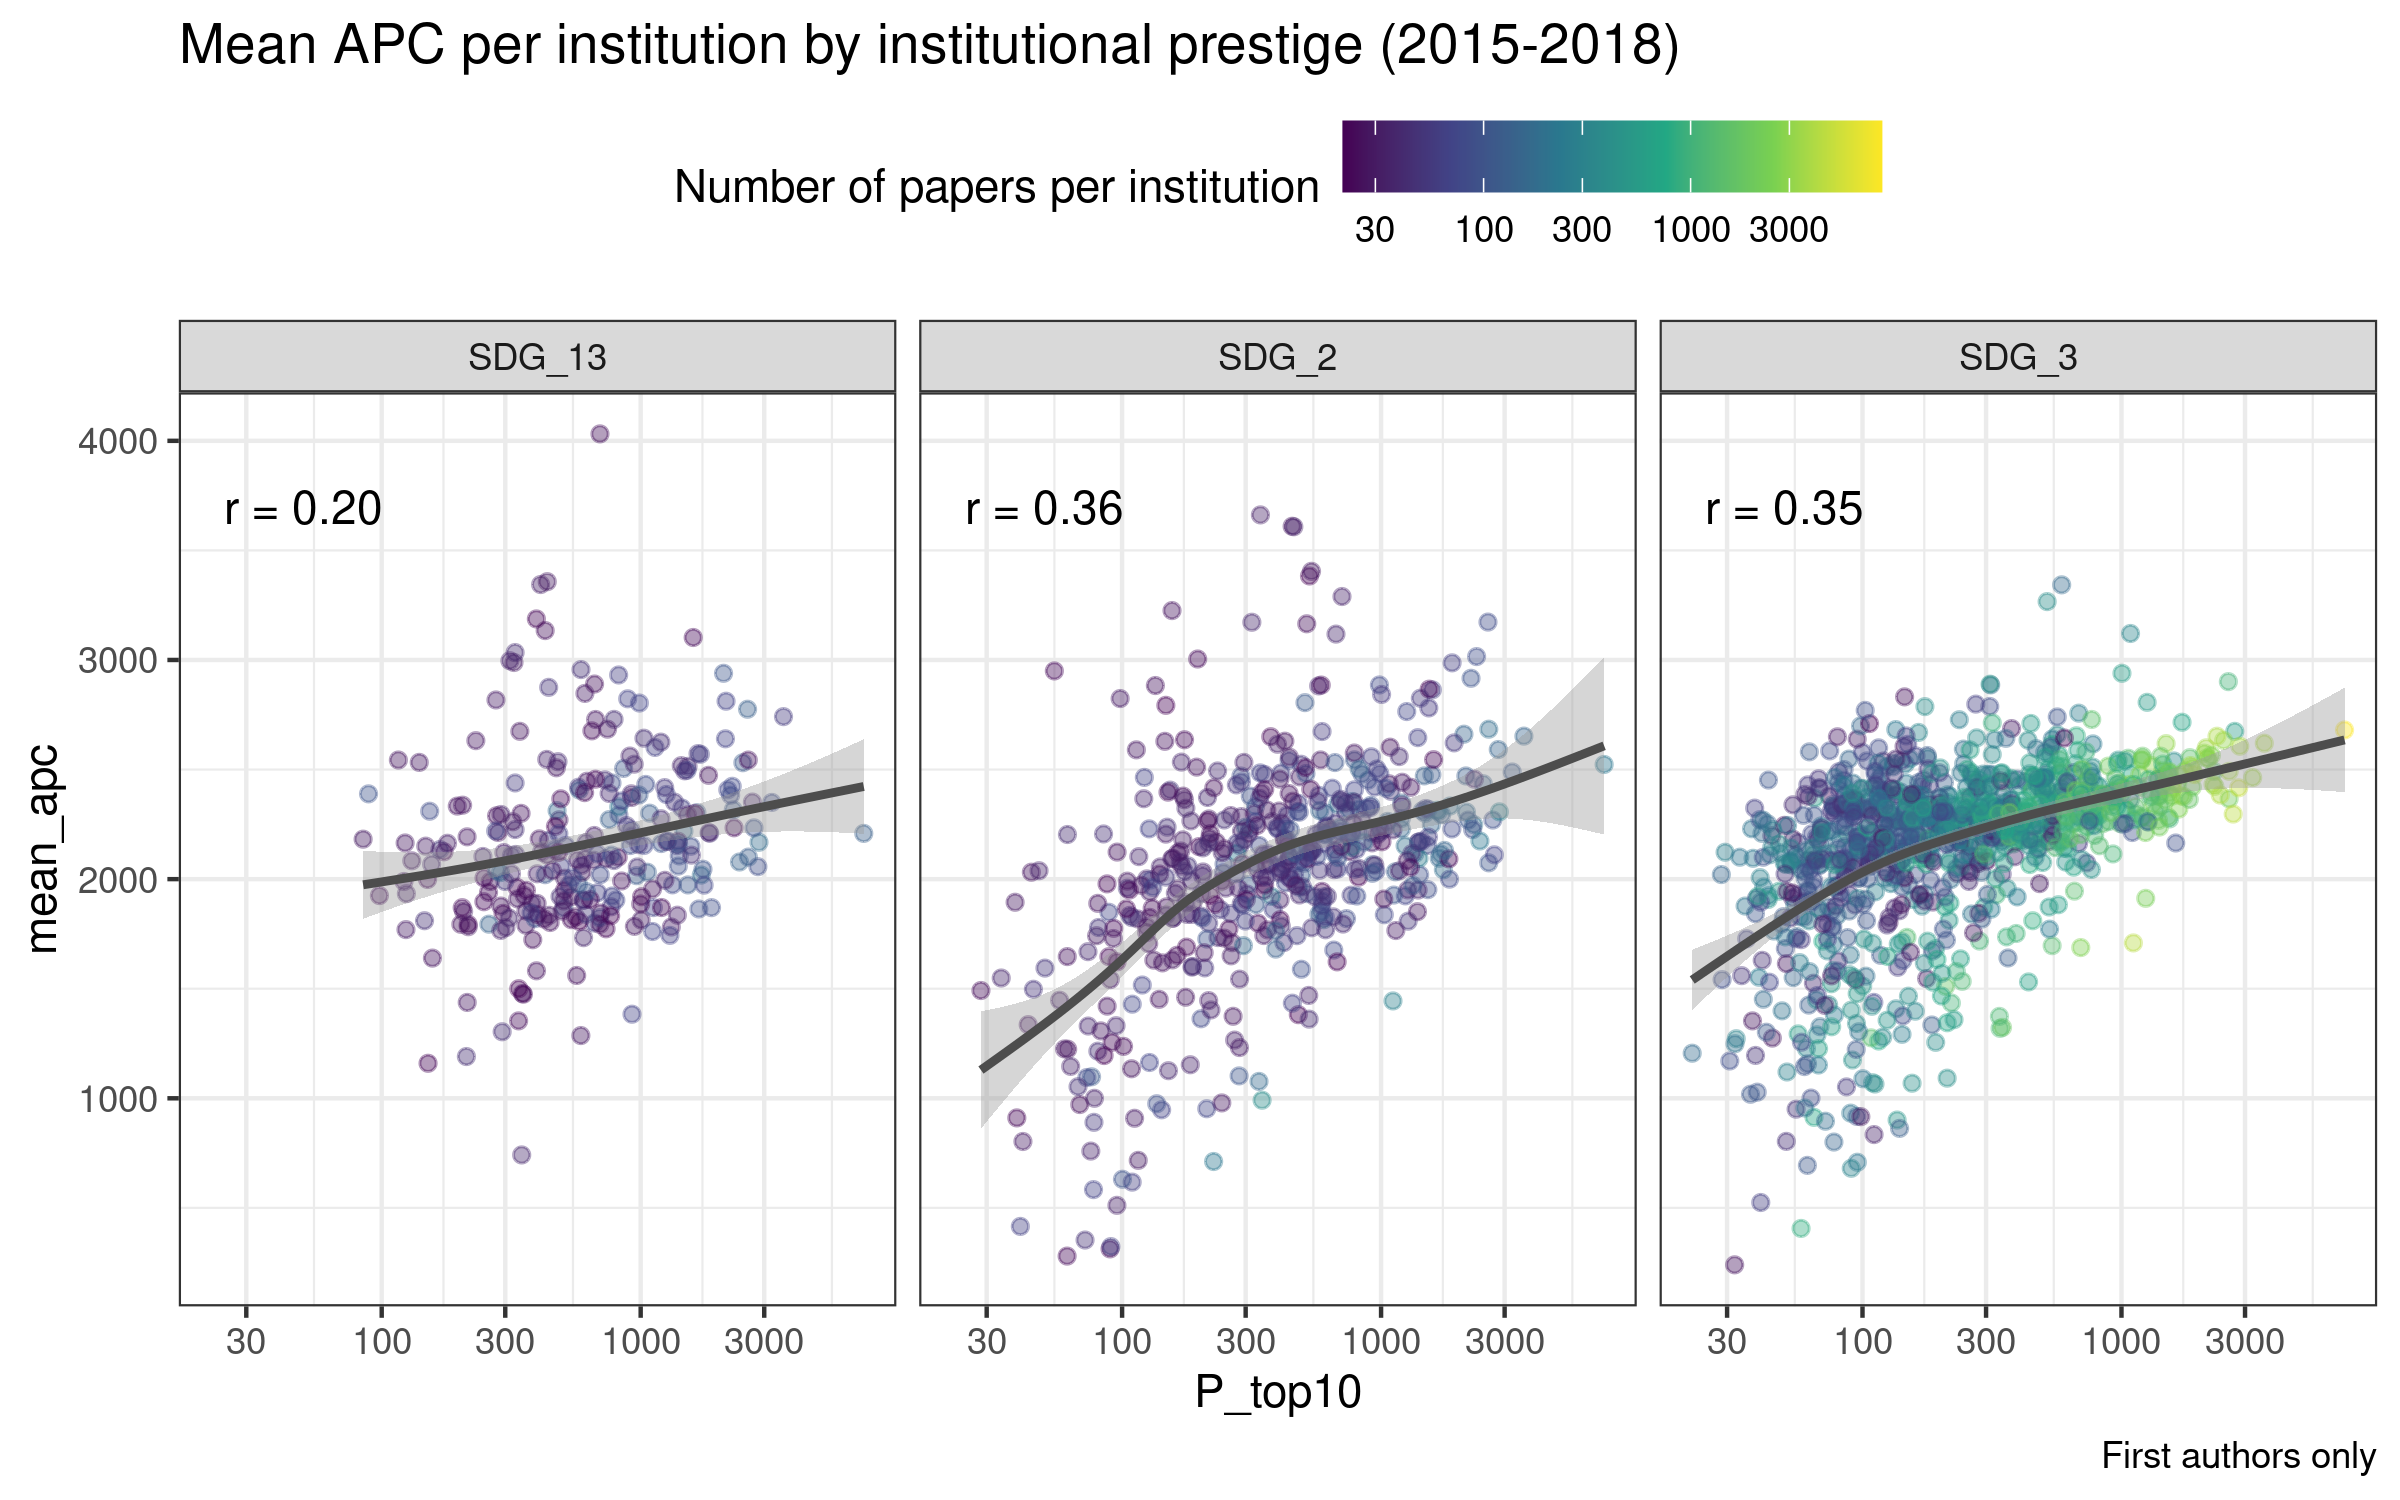 Mean APC per institution by institutional prestige (2015-2018)
Number of papers per institution
30 100 300 1000 3000
SDG_13 SDG_2 SDG_3
4000
3000
2000
1000
mean_apc
r = 0.20 r = 0.36 r = 0.35
30 100 300 1000 3000 30 100 300 1000 3000 30 100 300 1000 3000
P_top10
First authors only